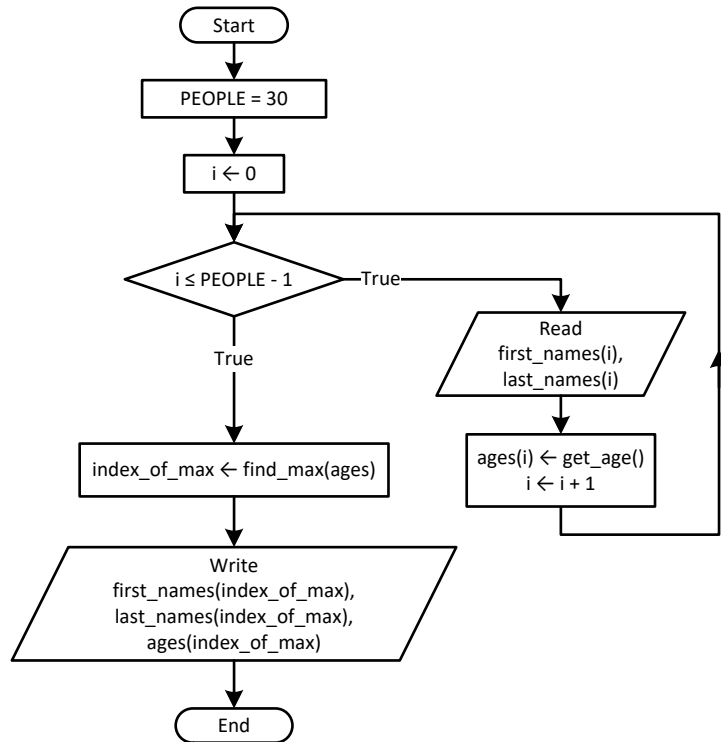 Start
PEOPLE = 30
i ← 0
i ≤ PEOPLE - 1
True
Read
first_names(i),
last_names(i)
True
ages(i) ← get_age()
i ← i + 1
index_of_max ← find_max(ages)
Write
first_names(index_of_max),
last_names(index_of_max),
ages(index_of_max)
End